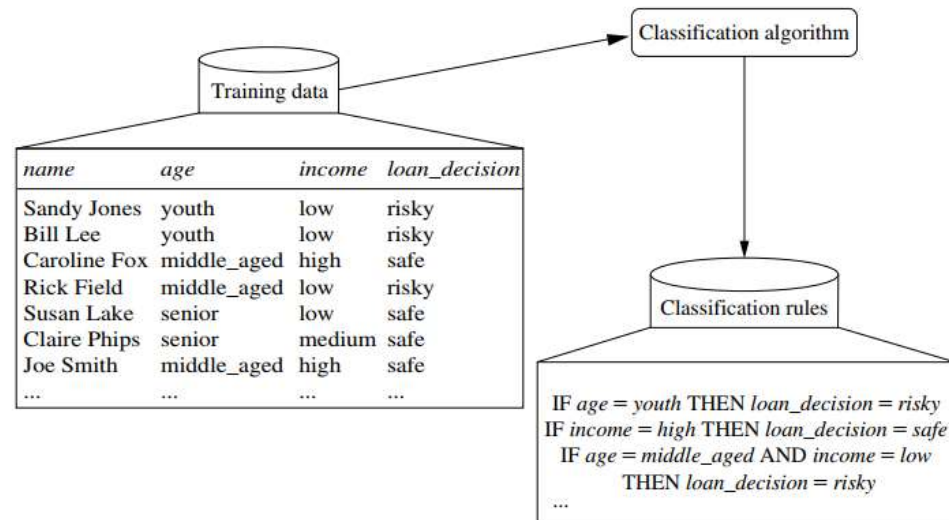 Classification algorithm
Training data
name age income loan_decision
Sandy Jones youth low risky
Bill Lee youth low risky
Caroline Fox middle_aged high safe
Rick Field middle_aged low risky
Susan Lake senior low safe
Claire Phips senior medium safe
Joe Smith middle_aged high safe
... ... ... ...
Classification rules
IF age = youth THEN loan_decision = risky
IF income = high THEN loan_decision = safe
IF age = middle_aged AND income = low
THEN loan_decision = risky
...